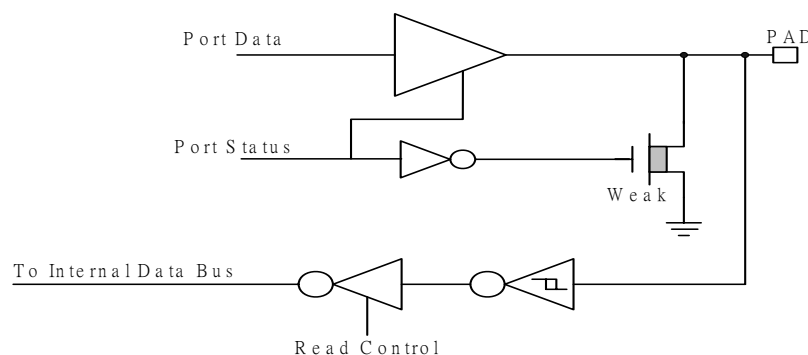 Port Data
PAD
Port Status
Weak
To Internal Data Bus
Read Control